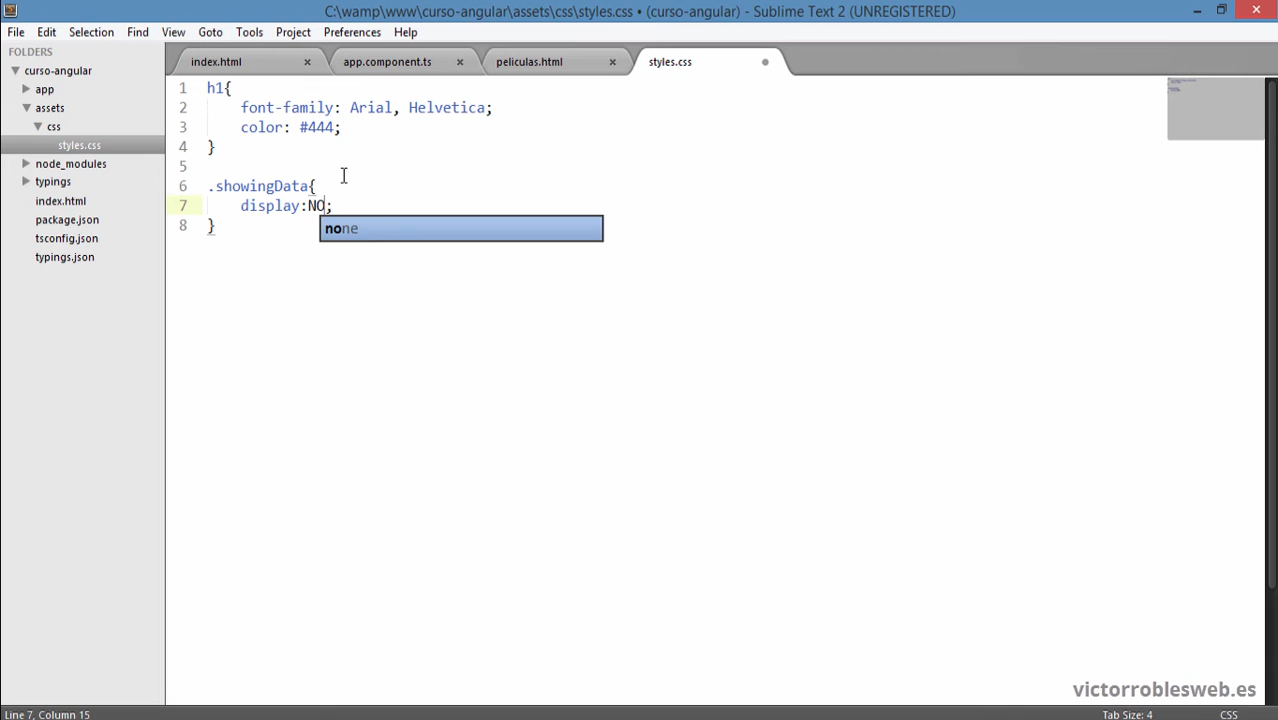 C:\wamp\www\curso-angular\assets\css\styles.css • (curso-angular) - Sublime Text 2 (UNREGISTERED)
File Edit Selection Find View Goto Tools Project Preferences Help
FOLDERS
curso-angular
app
assets
css
styles.css
node_modules
typings
index.html
package.json
tsconfig.json
typings.json
index.html × app.component.ts × peliculas.html × styles.css
1 h1{
2 font-family: Arial, Helvetica;
3 color: #444;
4 }
5
6 .showingData{
7 display:NO;
8 }
none
victorroblesweb.es
Line 7, Column 15 Tab Size: 4 CSS